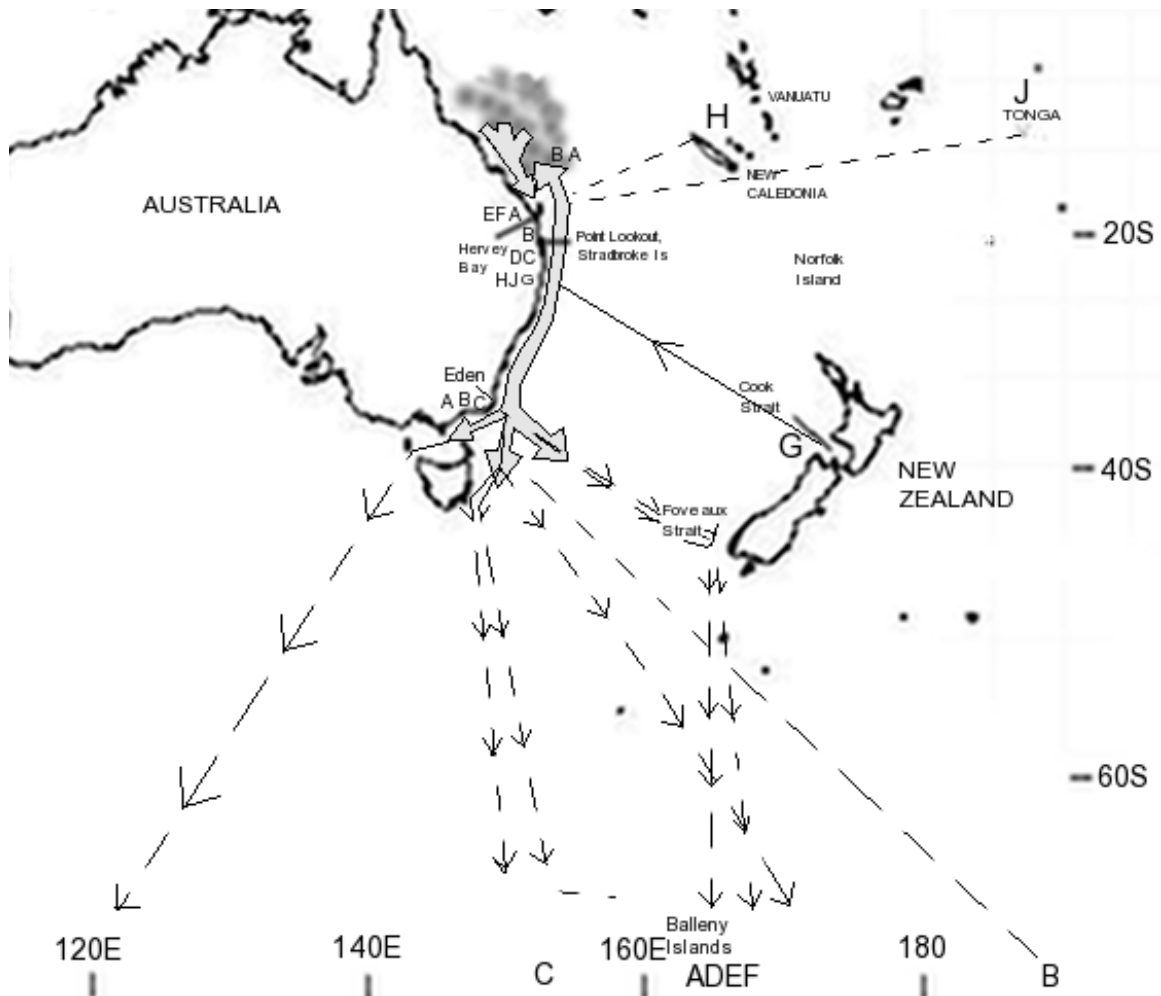 J
VANUATU
TONGA
H
B A
NEW
CALEDONIA
AUSTRALIA
EF A
B
Point Lookout,
Stradbroke Is
20S
Hervey
Bay
DC
HJG
Norfolk
Island
Eden
A B C
Cook
Strait
G
NEW
ZEALAND
40S
Foveaux
Strait
60S
Balleny
Islands
120E
140E
160E
180
C
ADEF
B